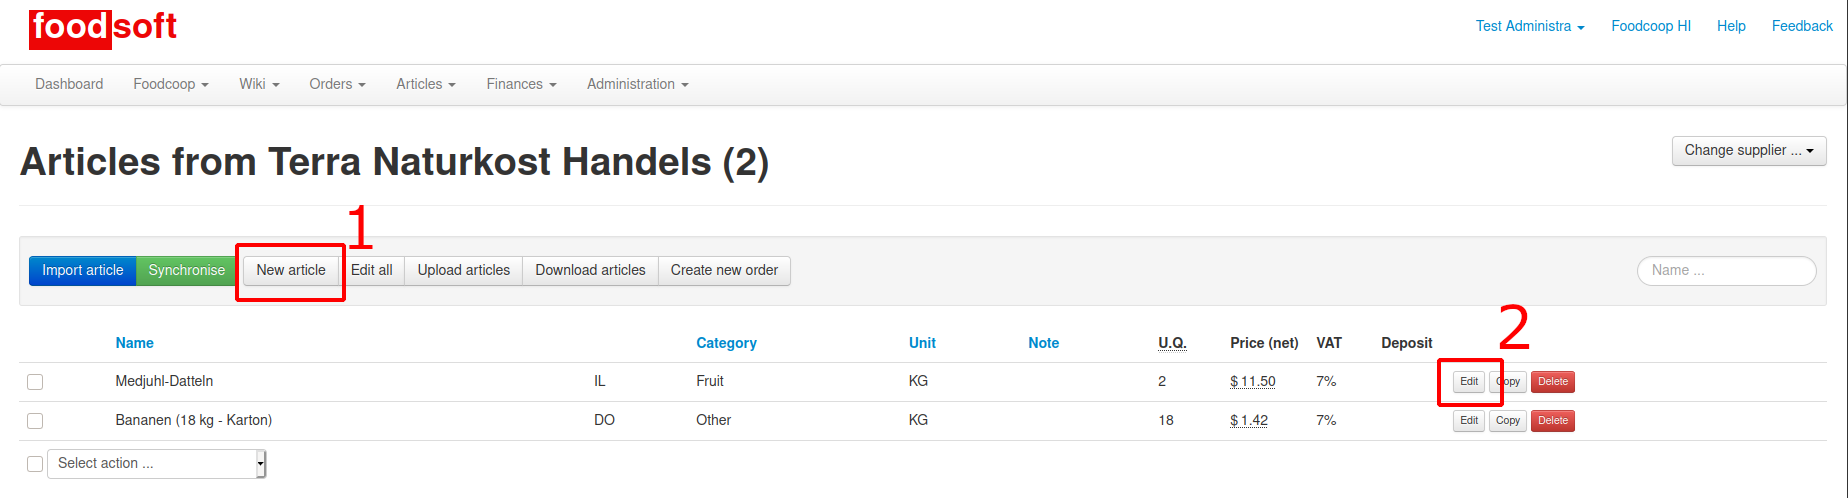 foodsoft
Test Administra Foodcoop HI Help Feedback
Dashboard Foodcoop Wiki Orders Articles Finances Administration
Articles from Terra Naturkost Handels (2)
Change supplier ...
1
Import article Synchronise New article Edit all Upload articles Download articles Create new order
Name ...
2
Name Category Unit Note U.Q. Price (net) VAT Deposit
Medjuhl-Datteln IL Fruit KG 2 $ 11.50 7% Edit Copy Delete
Bananen (18 kg - Karton) DO Other KG 18 $ 1.42 7% Edit Copy Delete
Select action ...